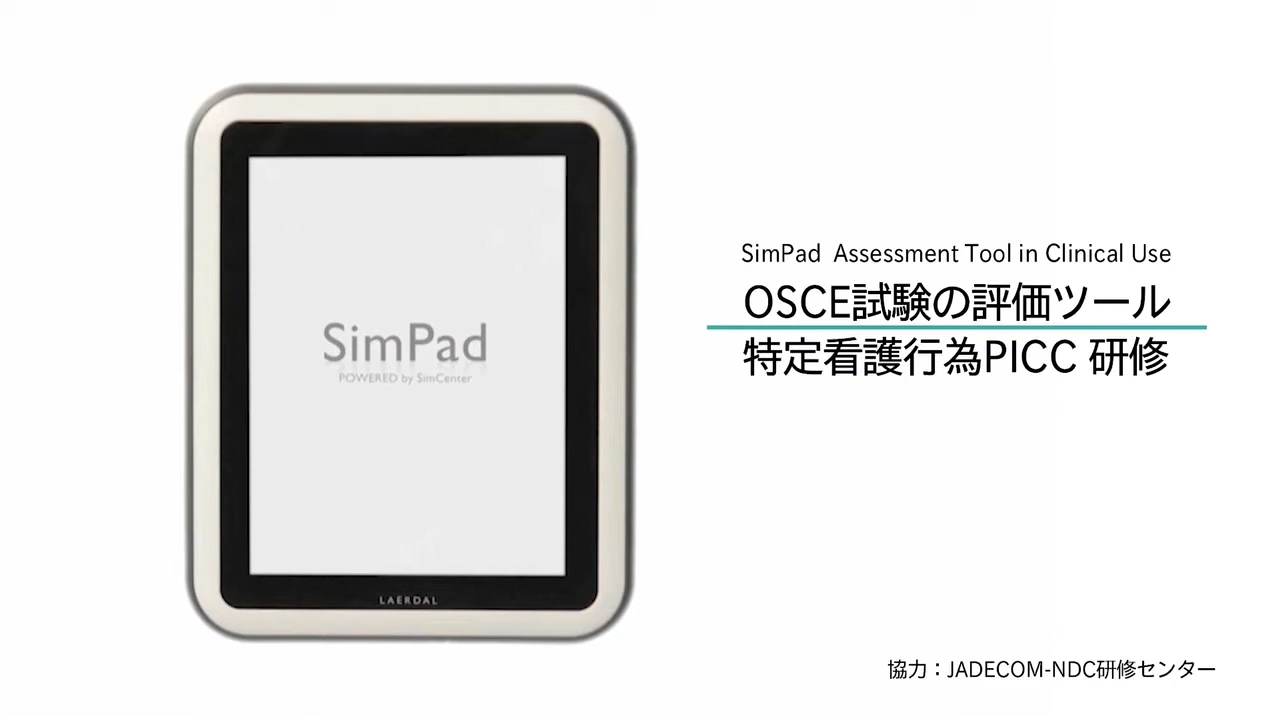 SimPad
POWERED by SimCenter
LAERDAL
SimPad Assessment Tool in Clinical Use
OSCE試験の評価ツール
特定看護行為PICC 研修
協力：JADECOM-NDC研修センター